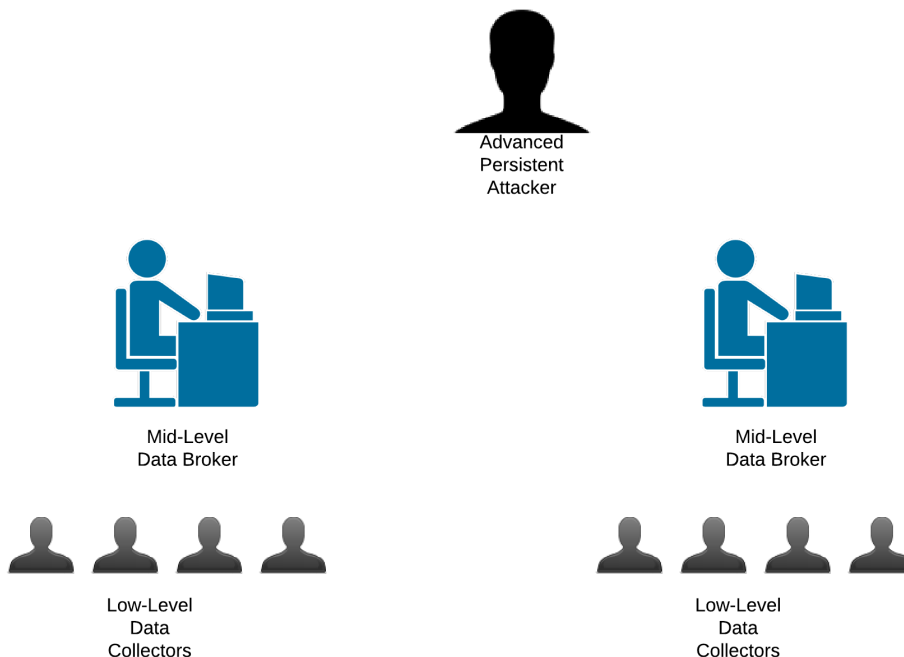 Advanced
Persistent
Attacker
Mid-Level
Data Broker
Mid-Level
Data Broker
Low-Level
Data
Collectors
Low-Level
Data
Collectors